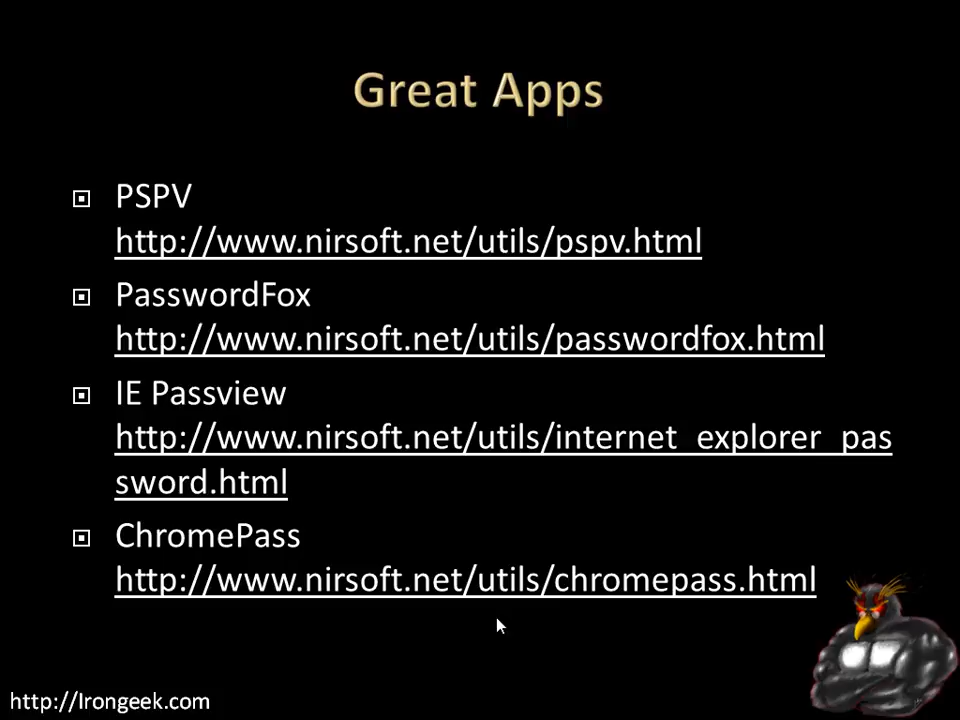 Great Apps
PSPV
http://www.nirsoft.net/utils/pspv.html
PasswordFox
http://www.nirsoft.net/utils/passwordfox.html
IE Passview
http://www.nirsoft.net/utils/internet_explorer_pas
sword.html
ChromePass
http://www.nirsoft.net/utils/chromepass.html
http://Irongeek.com